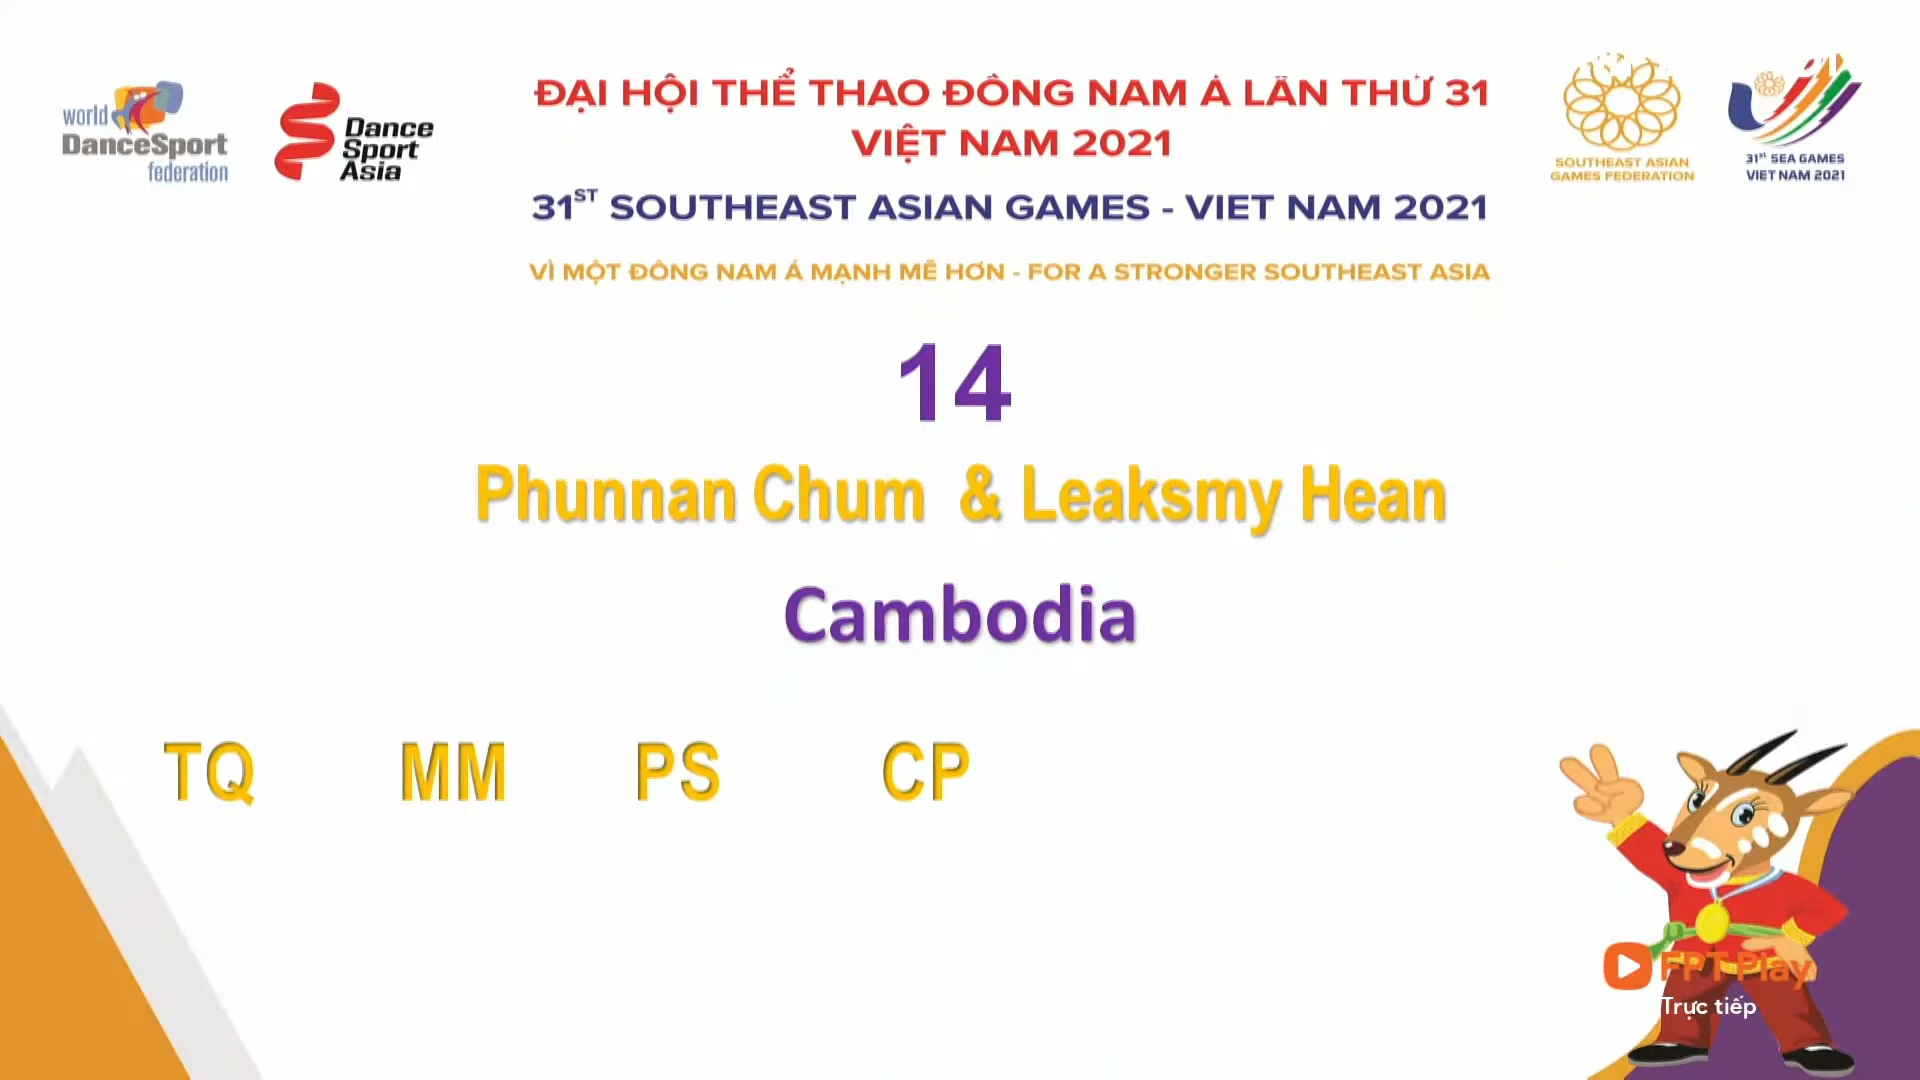 world
DanceSport
federation
Dance
Sport
Asia
ĐẠI HỘI THỂ THAO ĐÔNG NAM Á LẦN THỨ 31
VIỆT NAM 2021
31ST SOUTHEAST ASIAN GAMES - VIET NAM 2021
VÌ MỘT ĐÔNG NAM Á MẠNH MẼ HƠN - FOR A STRONGER SOUTHEAST ASIA
SOUTHEAST ASIAN
GAMES FEDERATION
31st SEA GAMES
VIET NAM 2021
14
Phunnan Chum & Leaksmy Hean
Cambodia
TQ MM PS CP
FPT Play
Trực tiếp